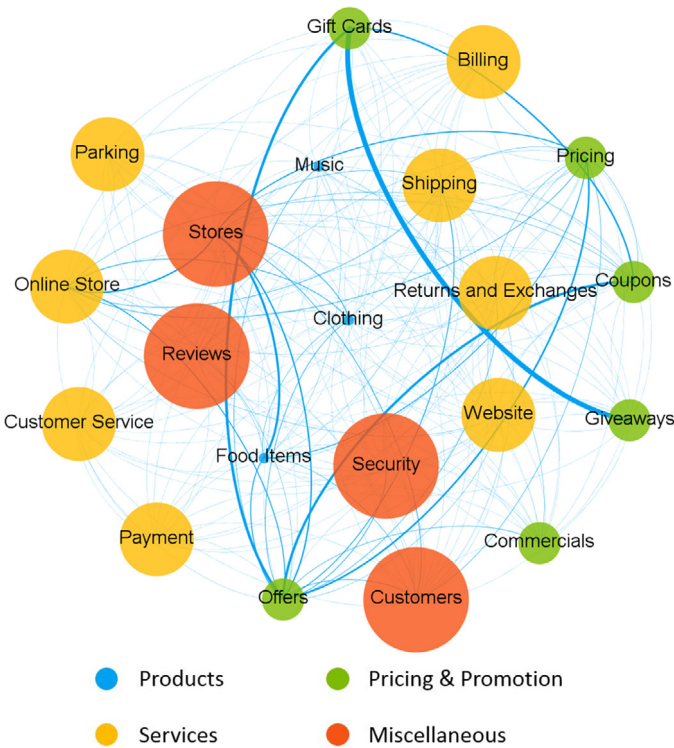 Gift Cards
Billing
Parking
Pricing
Music
Shipping
Stores
Online Store
Returns and Exchanges
Coupons
Clothing
Reviews
Customer Service
Website
Giveaways
Food Items
Security
Payment
Commercials
Offers
Customers
Products
Pricing & Promotion
Services
Miscellaneous